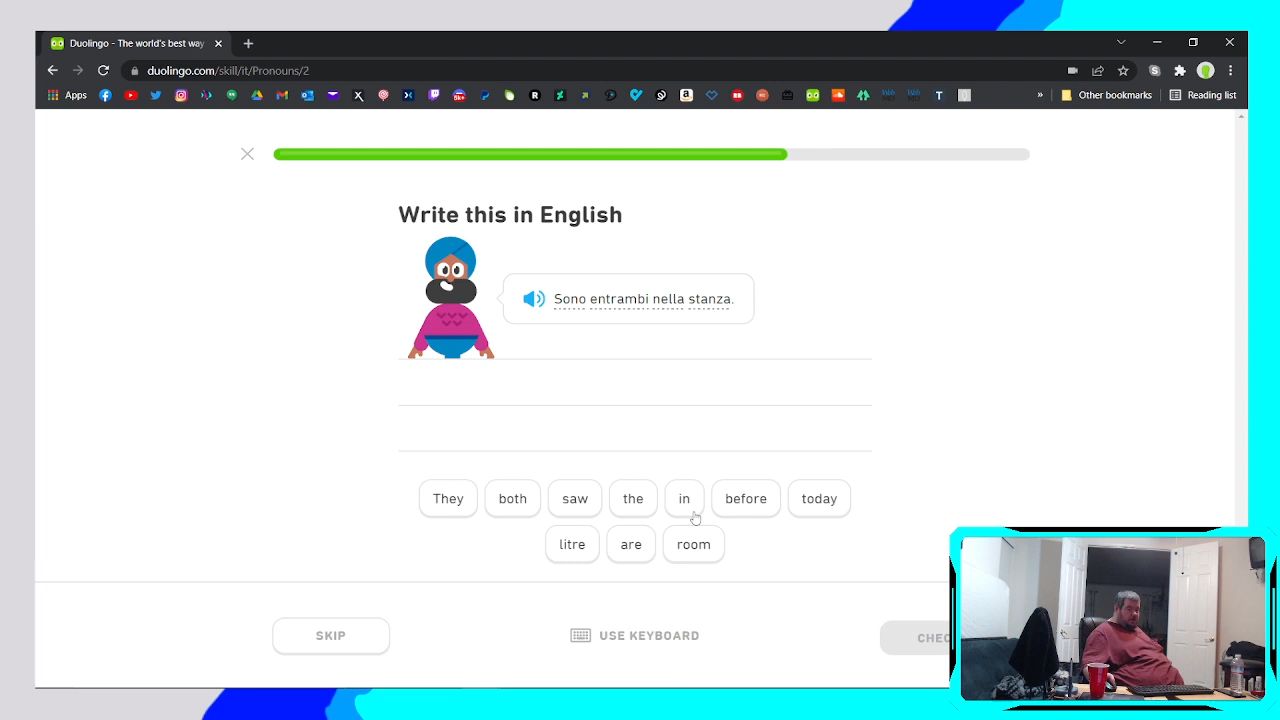 Duolingo - The world's best way
duolingo.com/skill/it/Pronouns/2
Apps
Other bookmarks
Reading list
Write this in English
Sono entrambi nella stanza.
They both saw the in before today
litre are room
SKIP
USE KEYBOARD
CHEC